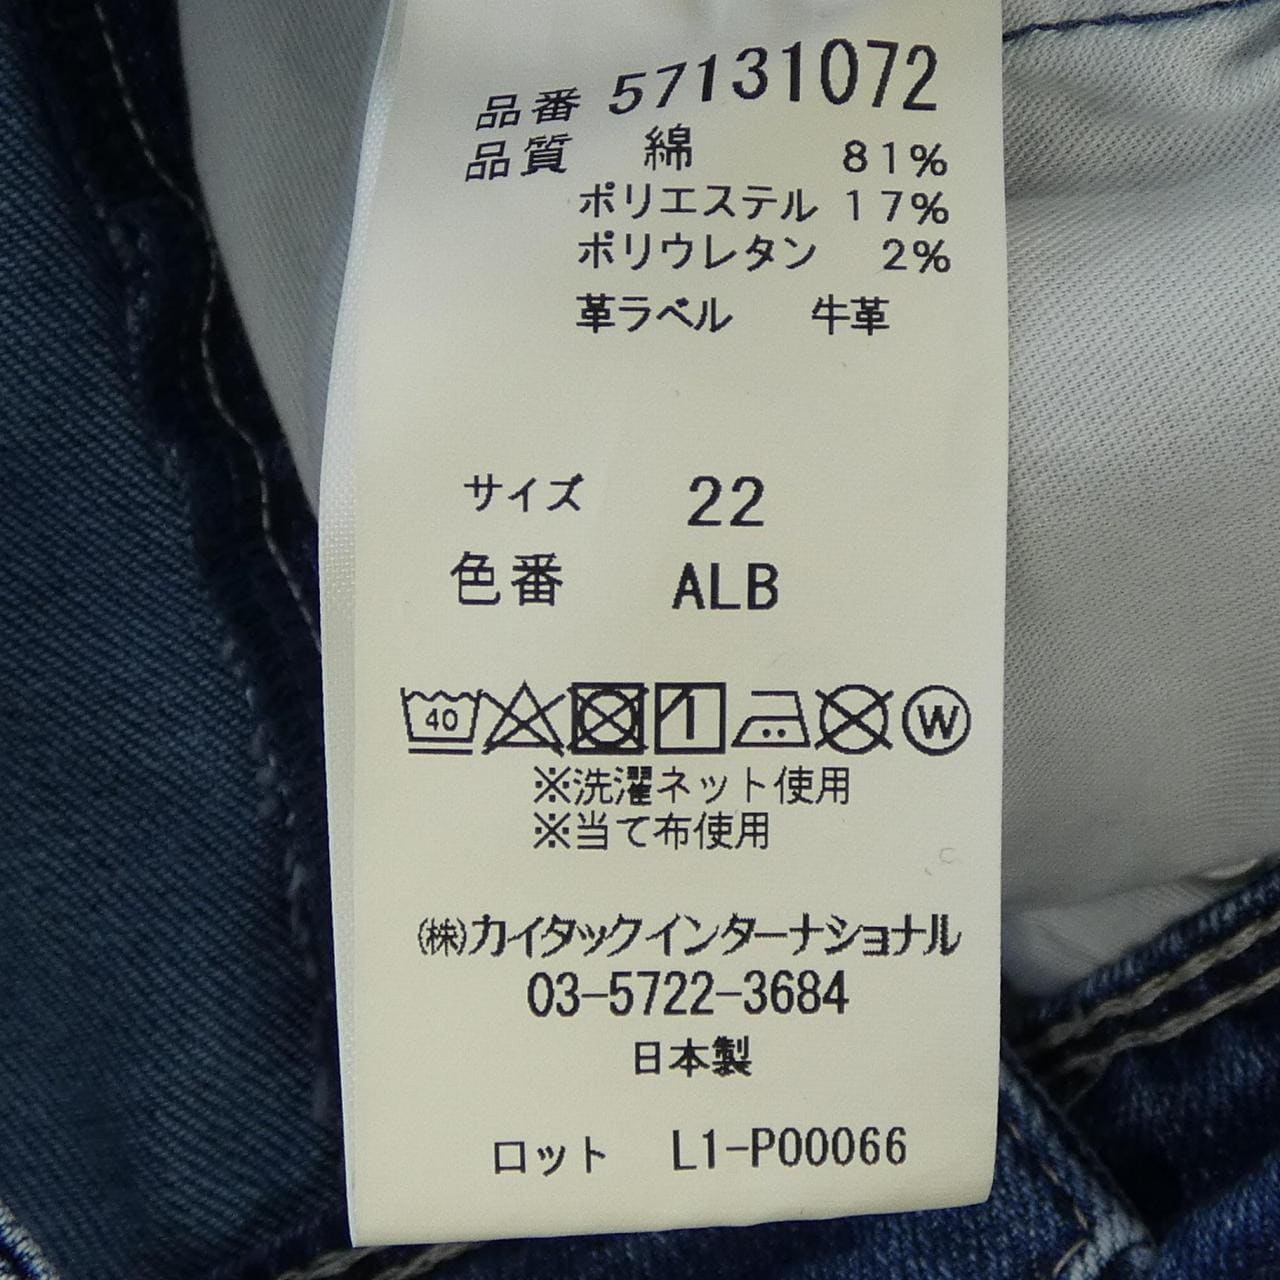 品番 57131072
品質 綿 81%
ポリエステル 17%
ポリウレタン 2%
革ラベル 牛革
サイズ 22
色番 ALB
40 W
※洗濯ネット使用
※当て布使用
㈱カイタックインターナショナル
03-5722-3684
日本製
ロット L1-P00066